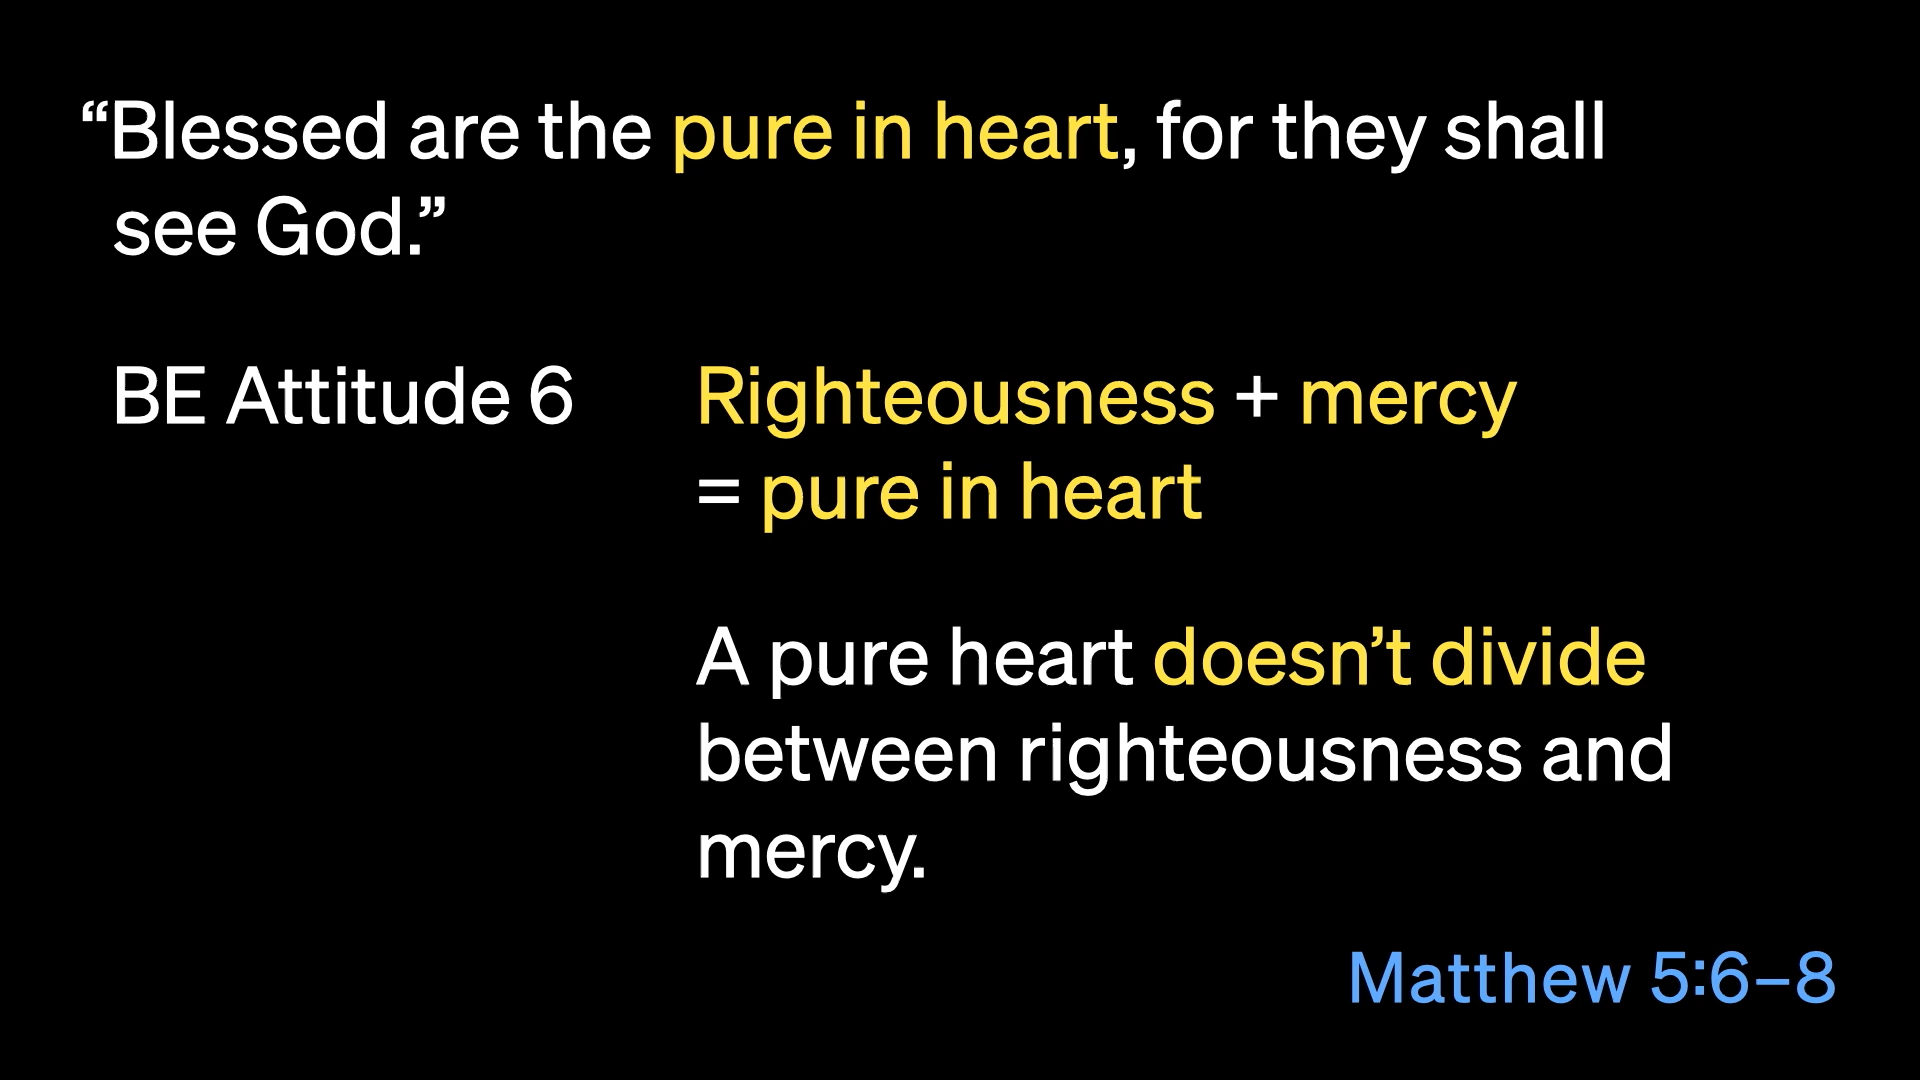 “Blessed are the pure in heart, for they shall
see God.”
BE Attitude 6
Righteousness + mercy
= pure in heart
A pure heart doesn’t divide
between righteousness and
mercy.
Matthew 5:6–8